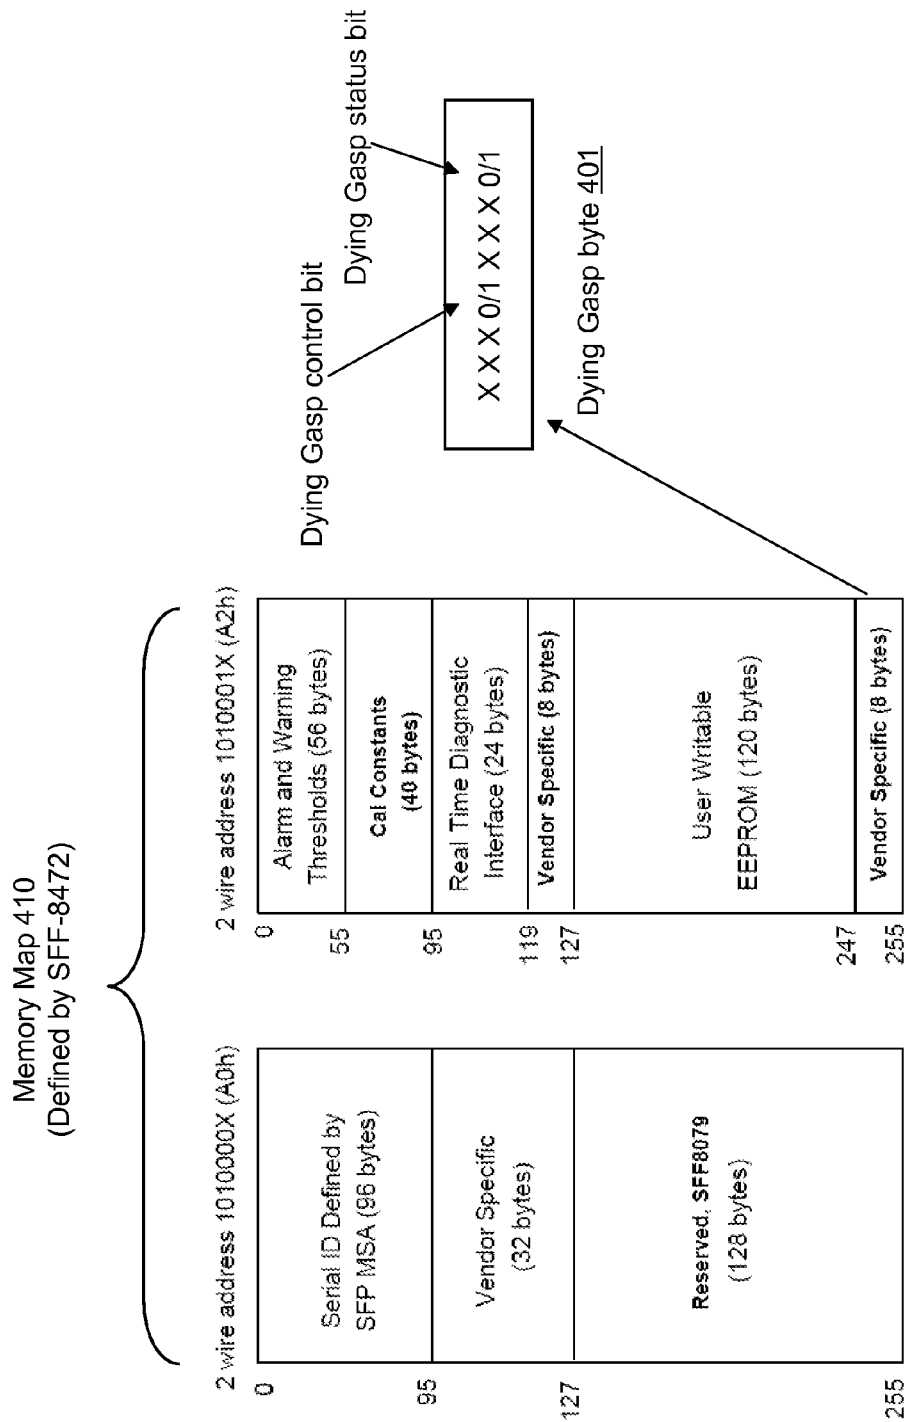 Memory Map 410
(Defined by SFF-8472)
2 wire address 1010000X (A0h)
0
Serial ID Defined by
SFP MSA (96 bytes)
95
Vendor Specific
(32 bytes)
127
Reserved, SFF8079
(128 bytes)
255
2 wire address 1010001X (A2h)
0
Alarm and Warning
Thresholds (56 bytes)
55
Cal Constants
(40 bytes)
95
Real Time Diagnostic
Interface (24 bytes)
119
Vendor Specific (8 bytes)
127
User Writable
EEPROM (120 bytes)
247
Vendor Specific (8 bytes)
255
Dying Gasp control bit
Dying Gasp status bit
X X X 0/1 X X X 0/1
Dying Gasp byte 401